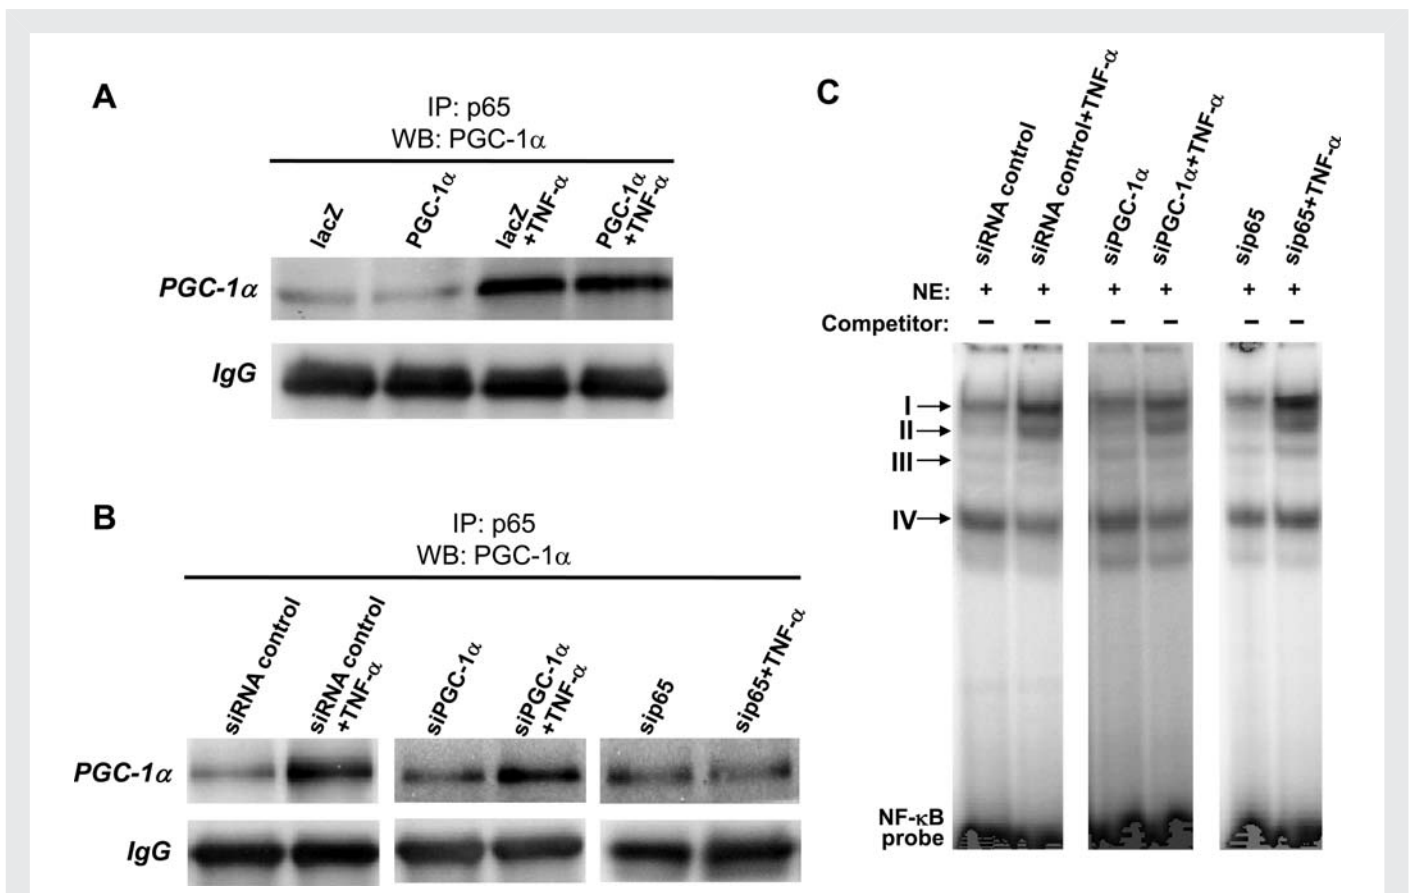 A
IP: p65
WB: PGC-1α
lacZ
PGC-1α
lacZ
+TNF-α
PGC-1α
+TNF-α
PGC-1α
IgG
B
IP: p65
WB: PGC-1α
siRNA control
siRNA control
+TNF-α
siPGC-1α
siPGC-1α
+TNF-α
sip65
sip65+TNF-α
PGC-1α
IgG
C
siRNA control
siRNA control+TNF-α
siPGC-1α
siPGC-1α+TNF-α
sip65
sip65+TNF-α
NE: + + + + + +
Competitor: – – – – – –
I
II
III
IV
NF-κB
probe